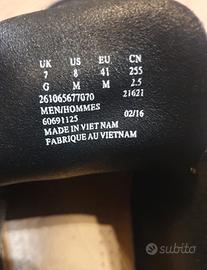 UK US EU CN
7 8 41 255
G M M 2.5
261065677070 21621
MEN/HOMMES
60691125 02/16
MADE IN VIET NAM
FABRIQUE AU VIETNAM
subito